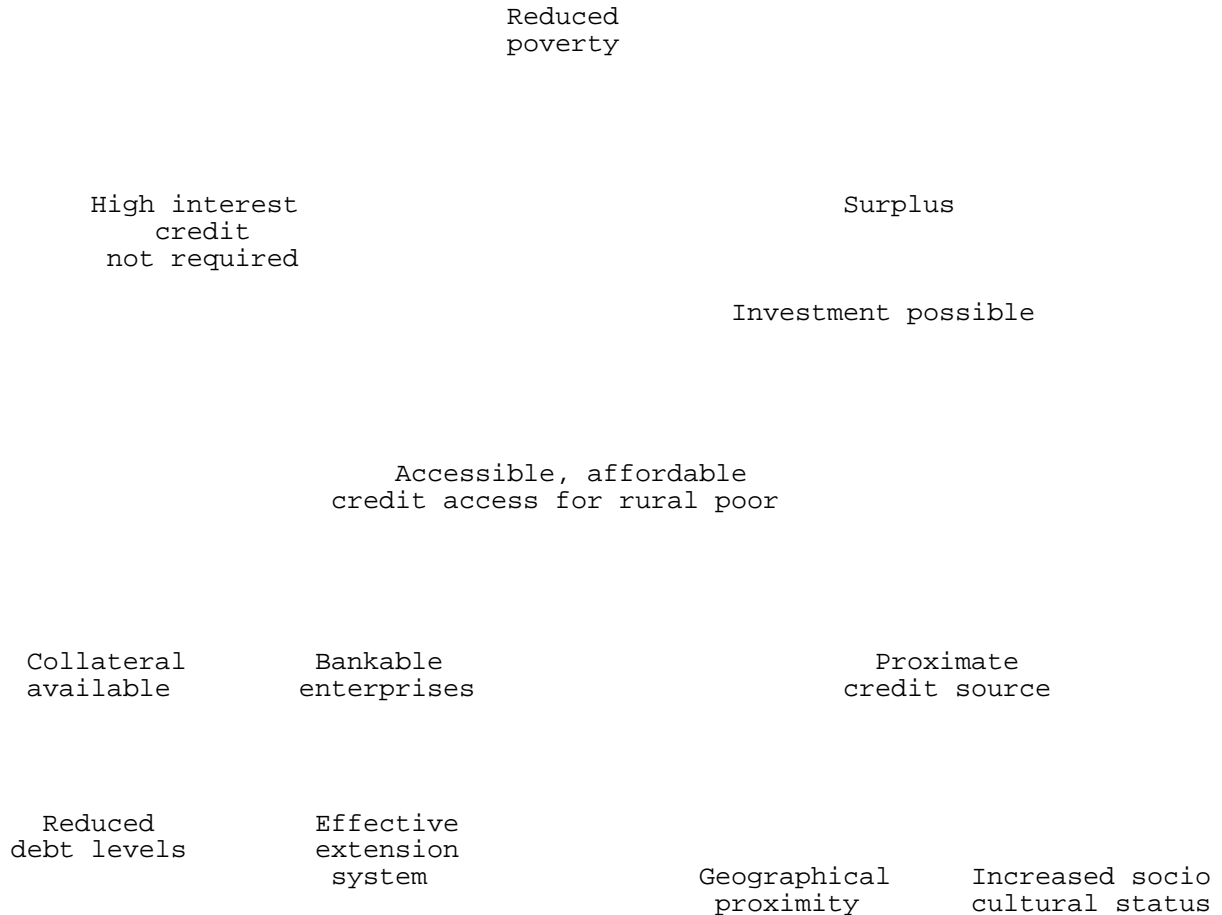 Reduced
poverty
High interest
credit
not required
Surplus
Investment possible
Accessible, affordable
credit access for rural poor
Collateral
available
Bankable
enterprises
Proximate
credit source
Reduced
debt levels
Effective
extension
system
Geographical
proximity
Increased socio
cultural status